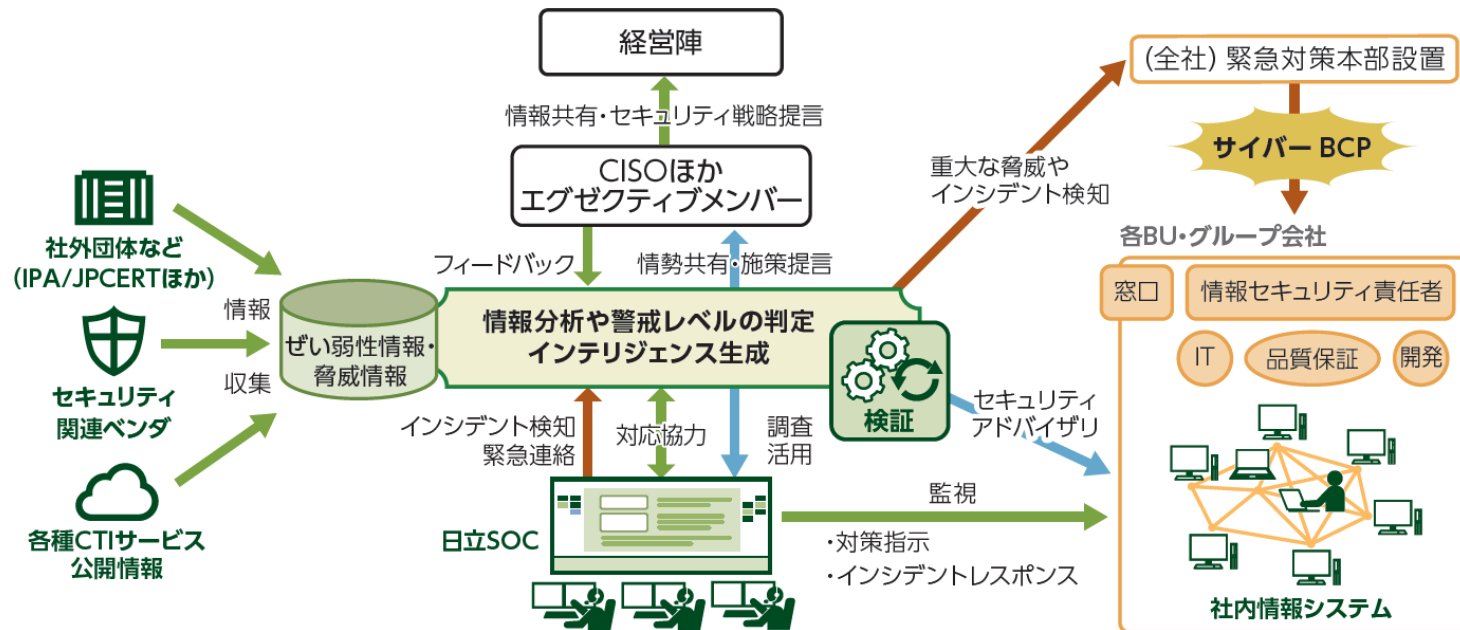 経営陣
情報共有・セキュリティ戦略提言
CISOほか
エグゼクティブメンバー
フィードバック
情勢共有・施策提言
(全社) 緊急対策本部設置
サイバー BCP
重大な脅威や
インシデント検知
社外団体など
(IPA/JPCERTほか)
セキュリティ
関連ベンダ
各種CTIサービス
公開情報
情報
収集
ぜい弱性情報・
脅威情報
情報分析や警戒レベルの判定
インテリジェンス生成
検証
インシデント検知
緊急連絡
対応協力
調査
活用
セキュリティ
アドバイザリ
日立SOC
監視
・対策指示
・インシデントレスポンス
各BU・グループ会社
窓口
情報セキュリティ責任者
IT
品質保証
開発
社内情報システム